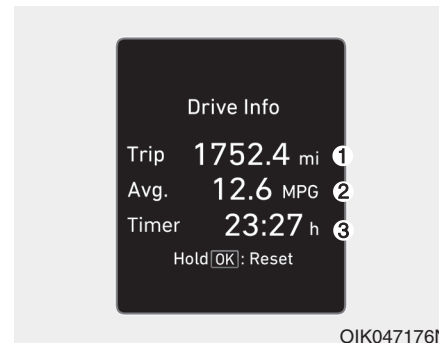 Drive Info
Trip 1752.4 mi 1
Avg. 12.6 MPG 2
Timer 23:27 h 3
Hold OK : Reset
OIK047176N